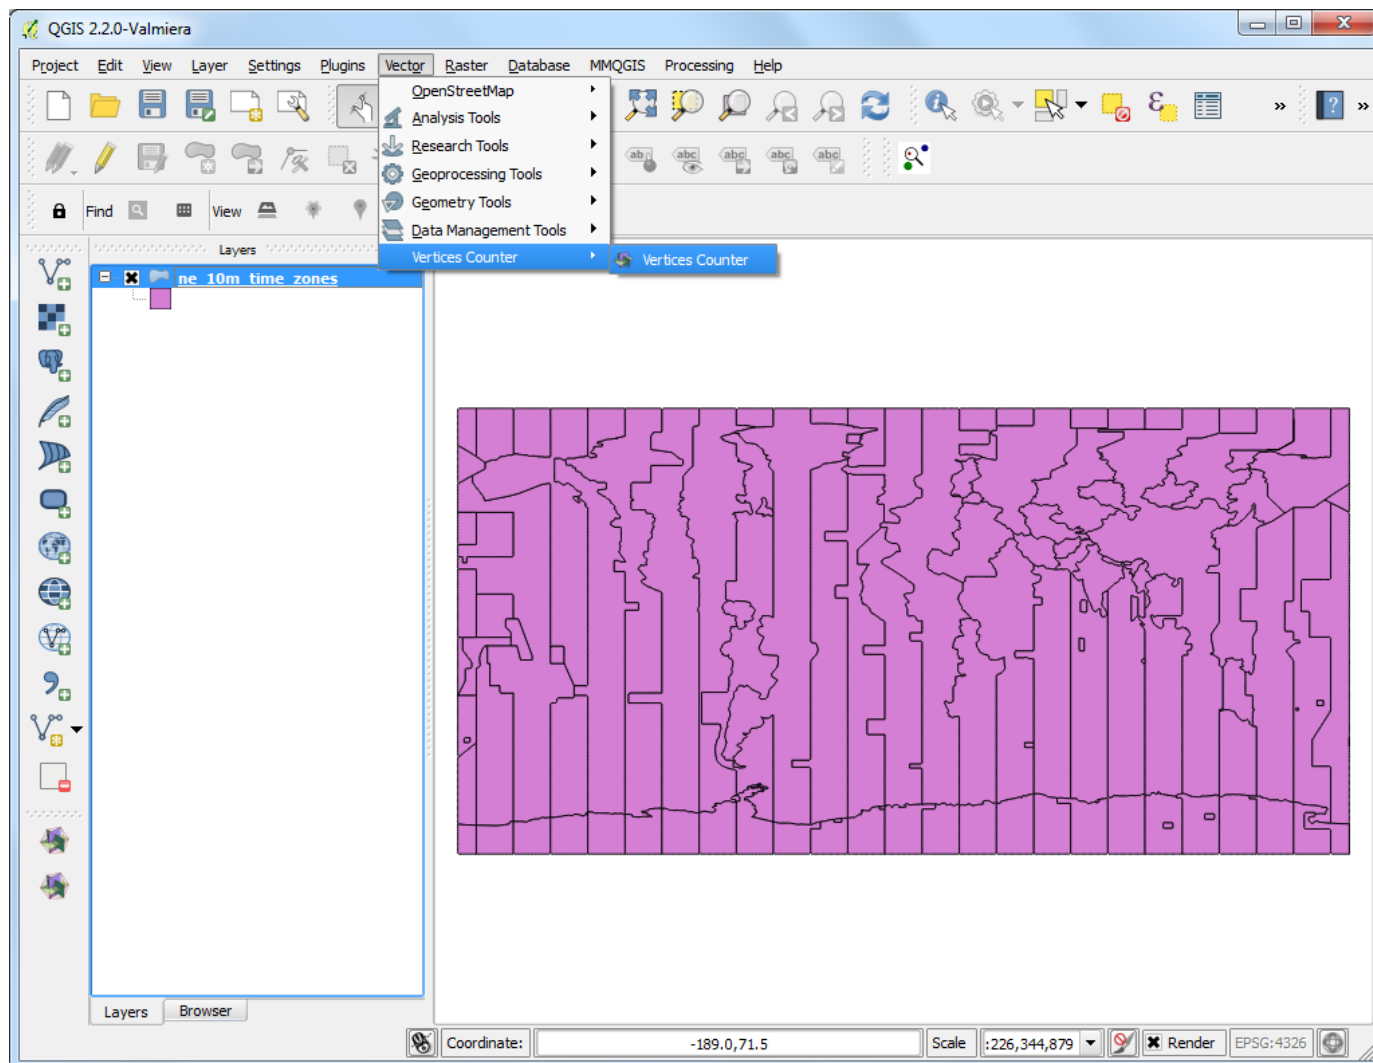 QGIS 2.2.0-Valmiera
Project Edit View Layer Settings Plugins Vector Raster Database MMQGIS Processing Help
OpenStreetMap
Analysis Tools
Research Tools
Geoprocessing Tools
Geometry Tools
Data Management Tools
Vertices Counter
Vertices Counter
Find
View
Layers
ne_10m_time_zones
Layers Browser
Coordinate: -189.0,71.5 Scale :226,344,879 Render EPSG:4326